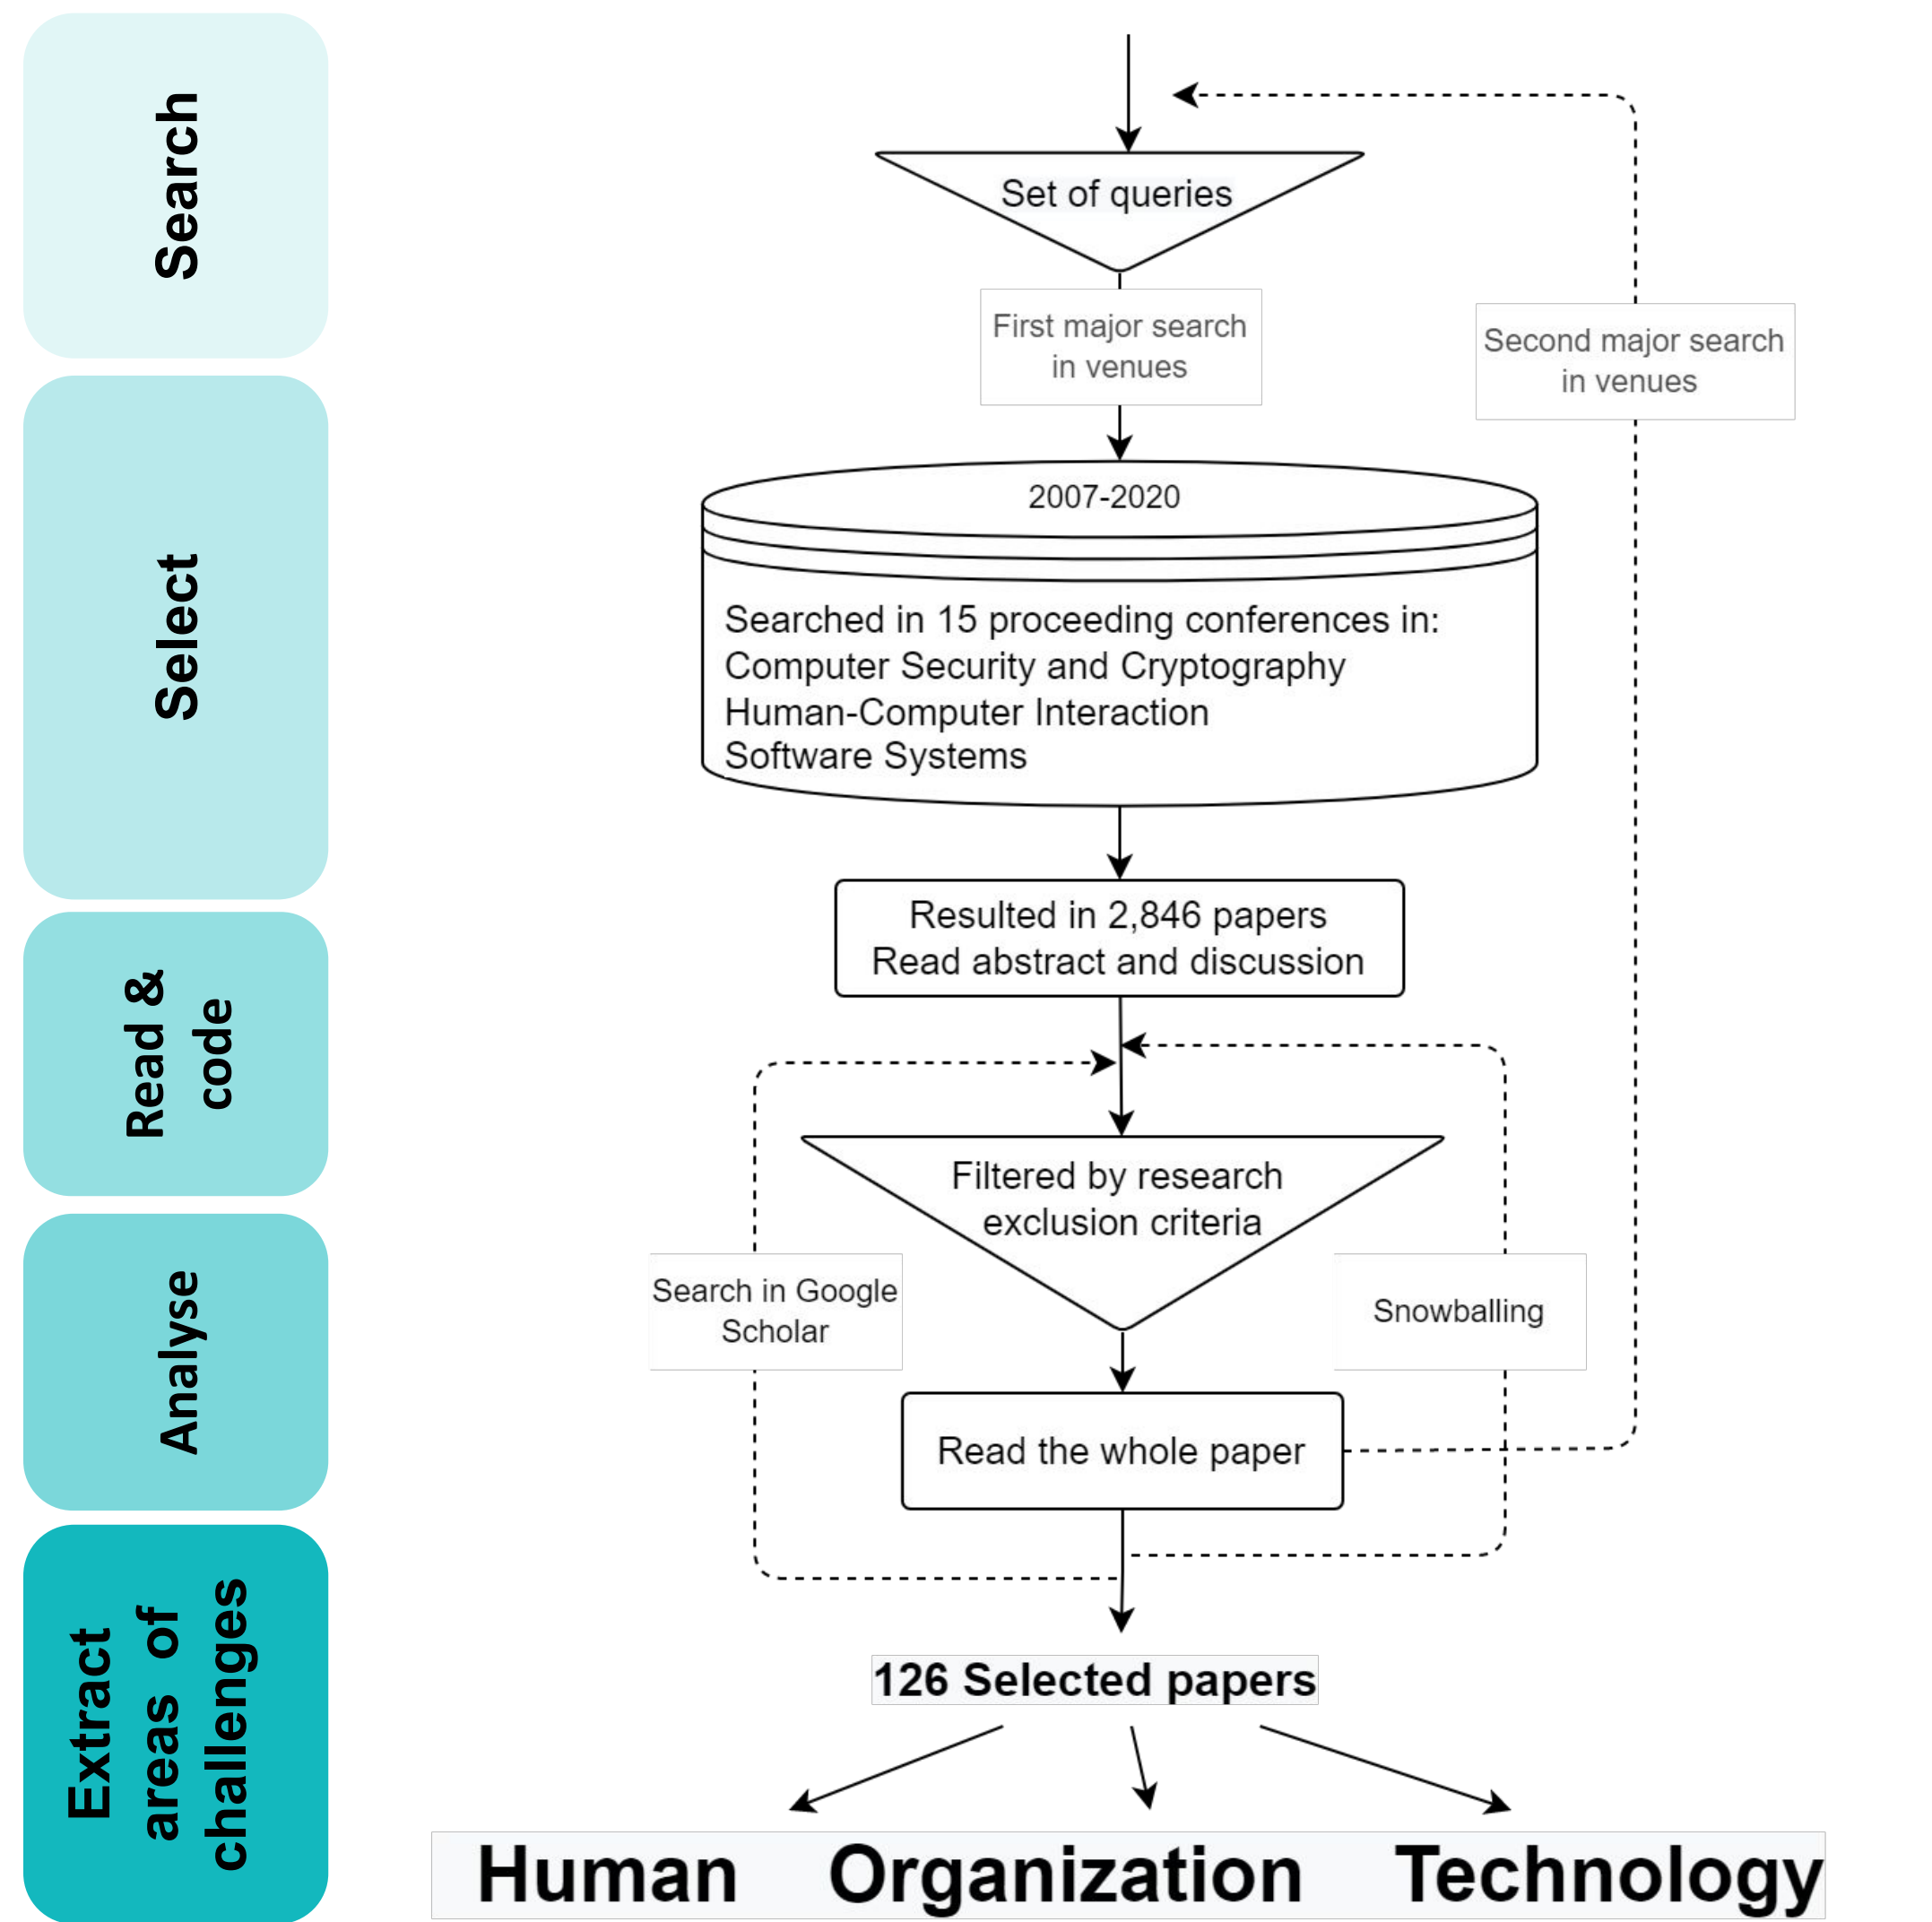 Search
Select
Read &
code
Analyse
Extract
areas of
challenges
Set of queries
First major search
in venues
Second major search
in venues
2007-2020
Searched in 15 proceeding conferences in:
Computer Security and Cryptography
Human-Computer Interaction
Software Systems
Resulted in 2,846 papers
Read abstract and discussion
Filtered by research
exclusion criteria
Search in Google
Scholar
Snowballing
Read the whole paper
126 Selected papers
Human Organization Technology